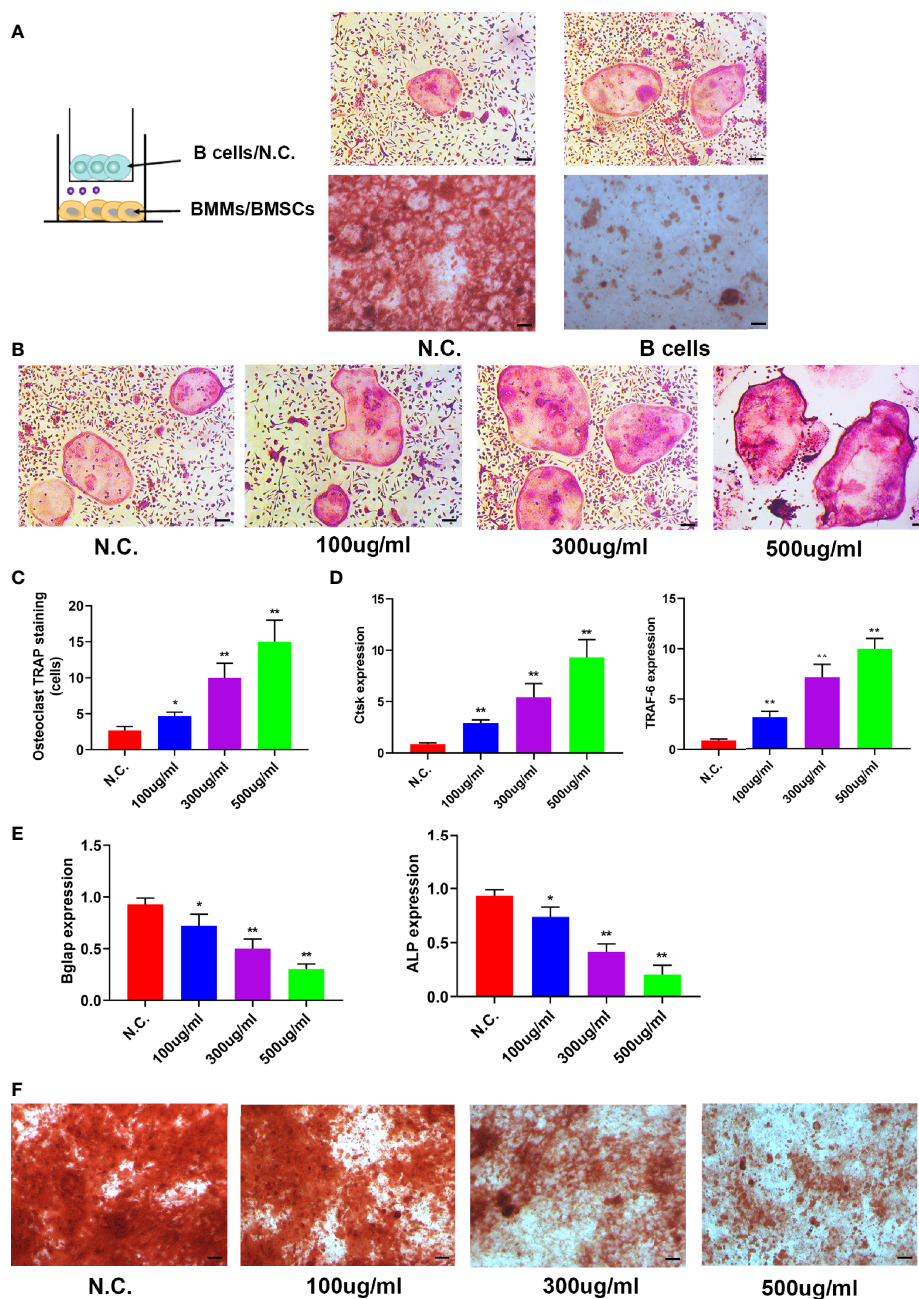 A
B cells/N.C.
BMMs/BMSCs
N.C.
B cells
B
N.C.
100ug/ml
300ug/ml
500ug/ml
C
Osteoclast TRAP staining
(cells)
20
15
10
5
0
*
**
**
N.C.
100ug/ml
300ug/ml
500ug/ml
D
Ctsk expression
15
10
5
0
**
**
**
N.C.
100ug/ml
300ug/ml
500ug/ml
TRAF-6 expression
15
10
5
0
**
**
**
N.C.
100ug/ml
300ug/ml
500ug/ml
E
Bglap expression
1.5
1.0
0.5
0.0
*
**
**
N.C.
100ug/ml
300ug/ml
500ug/ml
ALP expression
1.5
1.0
0.5
0.0
*
**
**
N.C.
100ug/ml
300ug/ml
500ug/ml
F
N.C.
100ug/ml
300ug/ml
500ug/ml